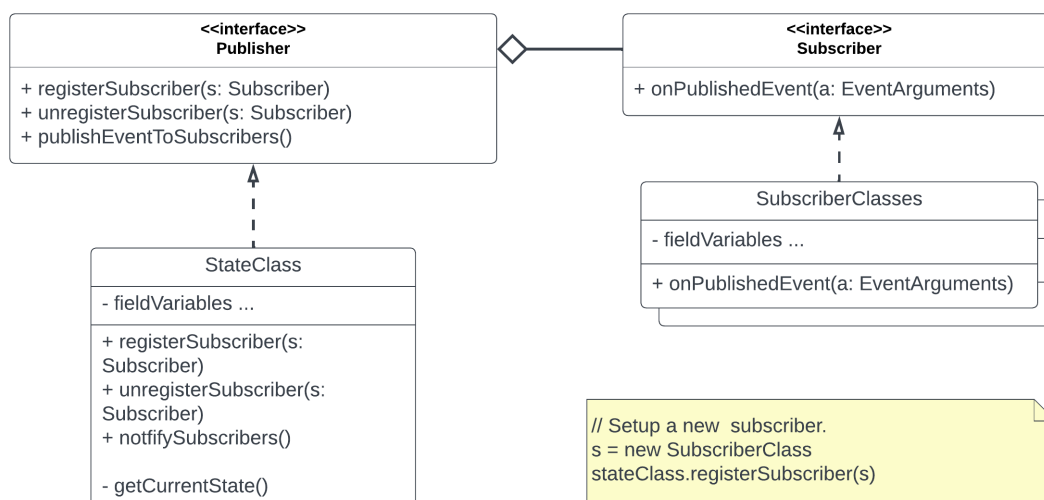 <<interface>>
Publisher
+ registerSubscriber(s: Subscriber)
+ unregisterSubscriber(s: Subscriber)
+ publishEventToSubscribers()
<<interface>>
Subscriber
+ onPublishedEvent(a: EventArguments)
StateClass
- fieldVariables ...
+ registerSubscriber(s:
Subscriber)
+ unregisterSubscriber(s:
Subscriber)
+ notfifySubscribers()
- getCurrentState()
SubscriberClasses
- fieldVariables ...
+ onPublishedEvent(a: EventArguments)
// Setup a new  subscriber.
s = new SubscriberClass
stateClass.registerSubscriber(s)